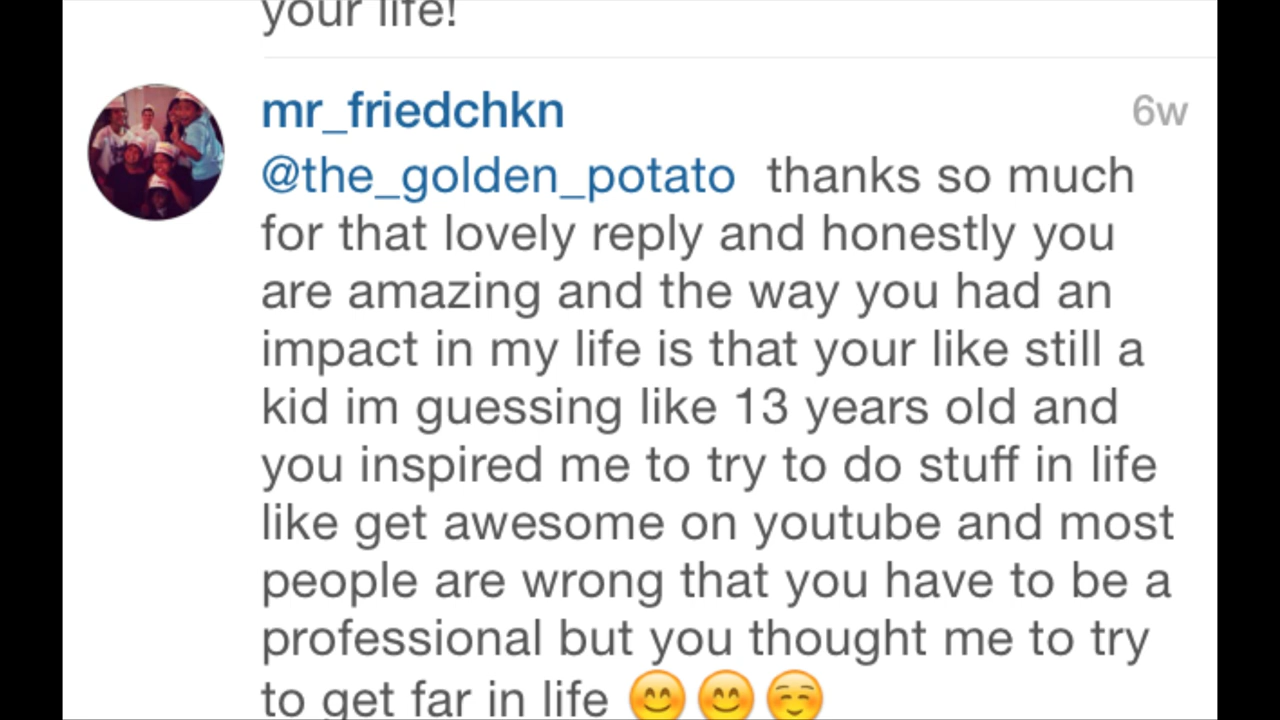 your life!
mr_friedchkn
6w
@the_golden_potato thanks so much
for that lovely reply and honestly you
are amazing and the way you had an
impact in my life is that your like still a
kid im guessing like 13 years old and
you inspired me to try to do stuff in life
like get awesome on youtube and most
people are wrong that you have to be a
professional but you thought me to try
to get far in life 😊😊☺️